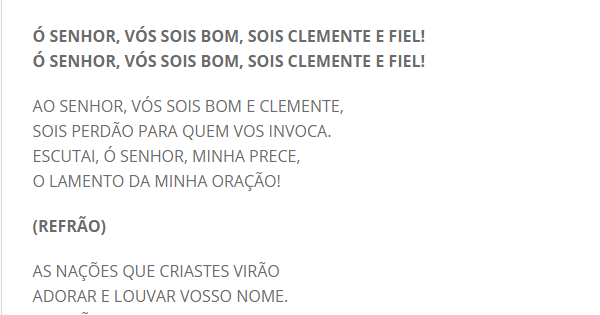 Ó SENHOR, VÓS SOIS BOM, SOIS CLEMENTE E FIEL!
Ó SENHOR, VÓS SOIS BOM, SOIS CLEMENTE E FIEL!
AO SENHOR, VÓS SOIS BOM E CLEMENTE,
SOIS PERDÃO PARA QUEM VOS INVOCA.
ESCUTAI, Ó SENHOR, MINHA PRECE,
O LAMENTO DA MINHA ORAÇÃO!
(REFRÃO)
AS NAÇÕES QUE CRIASTES VIRÃO
ADORAR E LOUVAR VOSSO NOME.